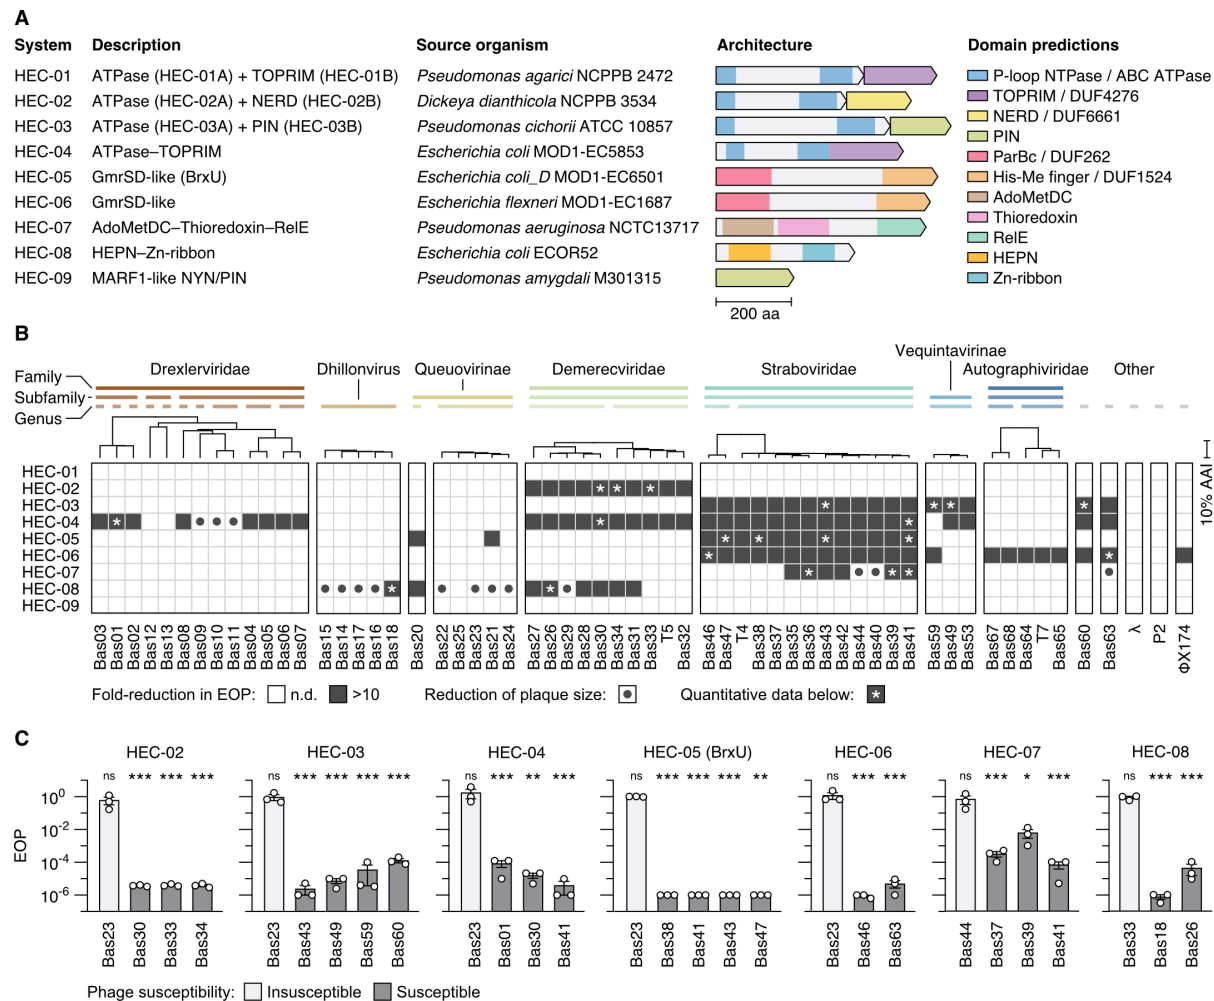 A
System Description Source organism Architecture Domain predictions
HEC-01 ATPase (HEC-01A) + TOPRIM (HEC-01B) Pseudomonas agarici NCPPB 2472
HEC-02 ATPase (HEC-02A) + NERD (HEC-02B) Dickeya dianthicola NCPPB 3534
HEC-03 ATPase (HEC-03A) + PIN (HEC-03B) Pseudomonas cichorii ATCC 10857
HEC-04 ATPase–TOPRIM Escherichia coli MOD1-EC5853
HEC-05 GmrSD-like (BrxU) Escherichia coli_D MOD1-EC6501
HEC-06 GmrSD-like Escherichia flexneri MOD1-EC1687
HEC-07 AdoMetDC–Thioredoxin–RelE Pseudomonas aeruginosa NCTC13717
HEC-08 HEPN–Zn-ribbon Escherichia coli ECOR52
HEC-09 MARF1-like NYN/PIN Pseudomonas amygdali M301315
200 aa
P-loop NTPase / ABC ATPase
TOPRIM / DUF4276
NERD / DUF6661
PIN
ParBc / DUF262
His-Me finger / DUF1524
AdoMetDC
Thioredoxin
RelE
HEPN
Zn-ribbon
B
Family
Subfamily
Genus
Drexlerviridae Dhillonvirus Queuovirinae Demerecviridae Straboviridae Vequintavirinae Autographiviridae Other
HEC-01
HEC-02 * * *
HEC-03 * * * *
HEC-04 * * *
HEC-05 * * * *
HEC-06 * *
HEC-07 * * *
HEC-08 * *
HEC-09
10% AAI
Bas03 Bas01 Bas02 Bas12 Bas13 Bas08 Bas09 Bas10 Bas11 Bas04 Bas05 Bas06 Bas07 Bas15 Bas14 Bas17 Bas16 Bas18 Bas20 Bas22 Bas25 Bas23 Bas21 Bas24 Bas27 Bas26 Bas29 Bas28 Bas30 Bas34 Bas31 Bas33 T5 Bas32 Bas46 Bas47 T4 Bas38 Bas37 Bas35 Bas36 Bas43 Bas42 Bas44 Bas40 Bas39 Bas41 Bas59 Bas49 Bas53 Bas67 Bas68 Bas64 T7 Bas65 Bas60 Bas63 λ P2 ΦX174
Fold-reduction in EOP: n.d. >10 Reduction of plaque size: Quantitative data below: *
C
HEC-02 HEC-03 HEC-04 HEC-05 (BrxU) HEC-06 HEC-07 HEC-08
ns *** *** *** ns *** *** *** *** ns *** ** *** ns *** *** *** ** ns *** *** ns *** * *** ns *** ***
EOP
10⁰
10⁻²
10⁻⁴
10⁻⁶
Bas23 Bas30 Bas33 Bas34 Bas23 Bas43 Bas49 Bas59 Bas60 Bas23 Bas01 Bas30 Bas41 Bas23 Bas38 Bas41 Bas43 Bas47 Bas23 Bas46 Bas63 Bas44 Bas37 Bas39 Bas41 Bas33 Bas18 Bas26
Phage susceptibility: Insusceptible Susceptible